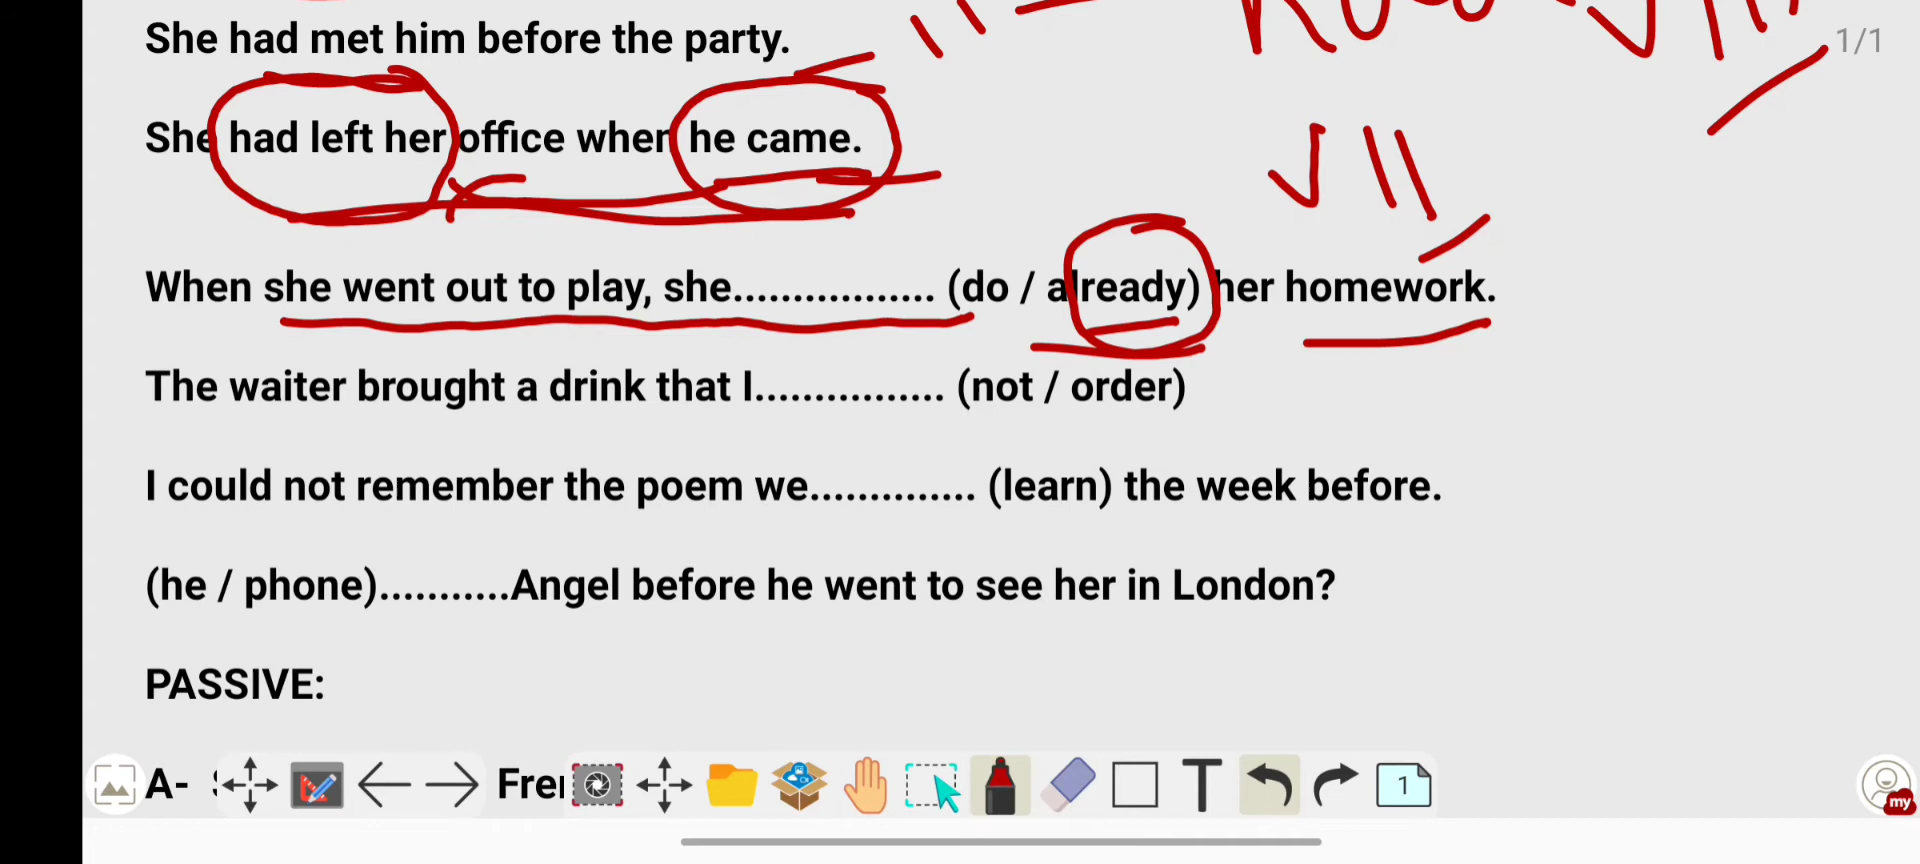 She had met him before the party.
1/1
She had left her office when he came.
When she went out to play, she................. (do / already) her homework.
The waiter brought a drink that I................ (not / order)
I could not remember the poem we.............. (learn) the week before.
(he / phone)...........Angel before he went to see her in London?
PASSIVE:
A-
T
1
my